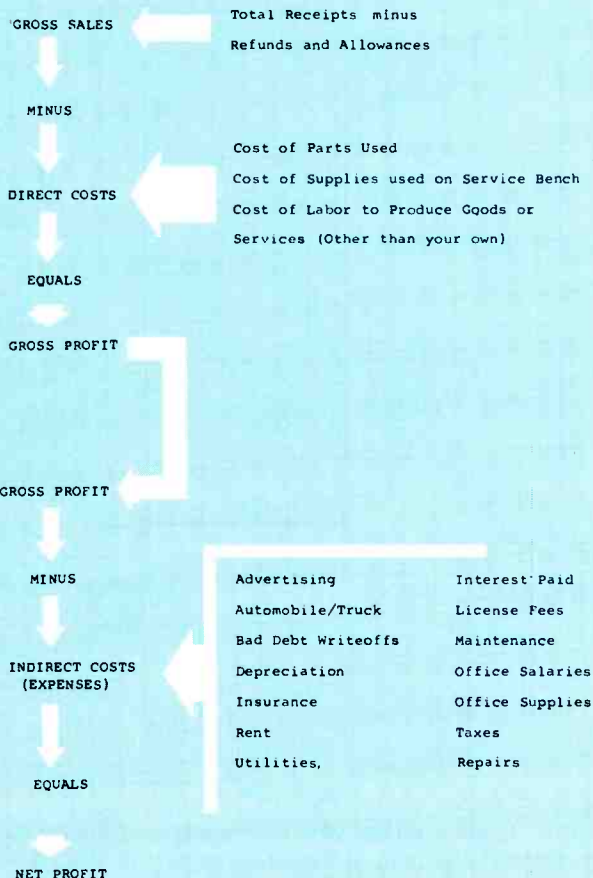 GROSS SALES
Total Receipts minus
Refunds and Allowances
MINUS
DIRECT COSTS
Cost of Parts Used
Cost of Supplies used on Service Bench
Cost of Labor to Produce Goods or
Services (Other than your own)
EQUALS
GROSS PROFIT
GROSS PROFIT
MINUS
INDIRECT COSTS
(EXPENSES)
Advertising
Automobile/Truck
Bad Debt Writeoffs
Depreciation
Insurance
Rent
Utilities,
Interest Paid
License Fees
Maintenance
Office Salaries
Office Supplies
Taxes
Repairs
EQUALS
NET PROFIT